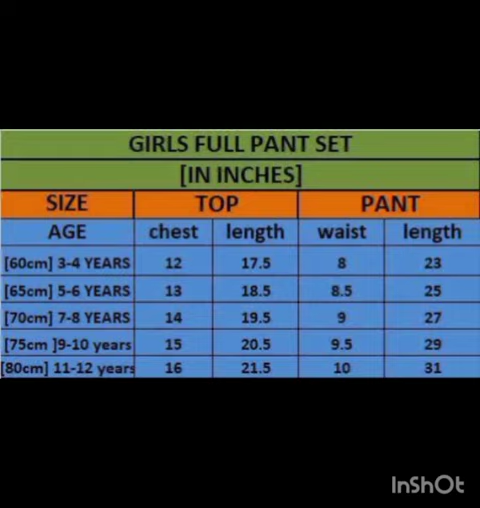 GIRLS FULL PANT SET
[IN INCHES]
SIZE TOP PANT
AGE chest length waist length
[60cm] 3-4 YEARS 12 17.5 8 23
[65cm] 5-6 YEARS 13 18.5 8.5 25
[70cm] 7-8 YEARS 14 19.5 9 27
[75cm ]9-10 years 15 20.5 9.5 29
[80cm] 11-12 years 16 21.5 10 31
InShOt